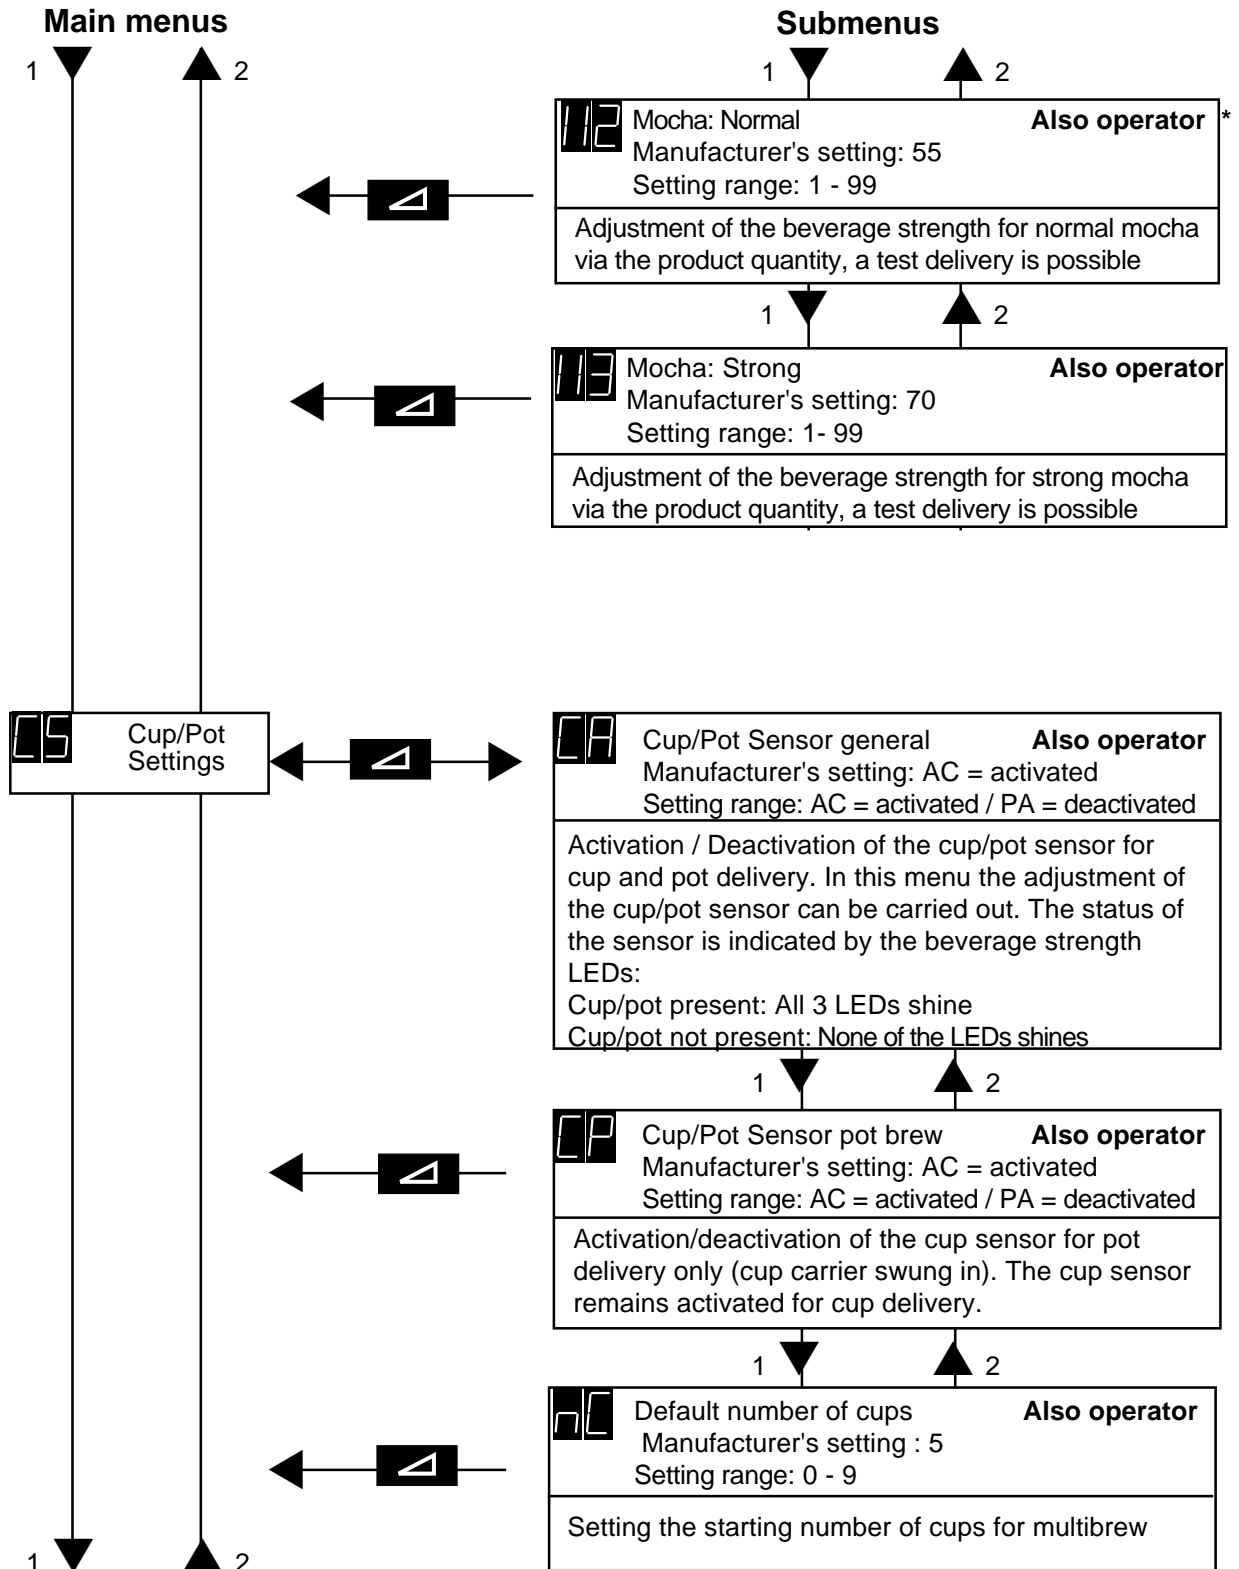 Main menus
Submenus
1 2
1 2
112 Mocha: Normal Also operator *
Manufacturer's setting: 55
Setting range: 1 - 99
Adjustment of the beverage strength for normal mocha
via the product quantity, a test delivery is possible
1 2
113 Mocha: Strong Also operator
Manufacturer's setting: 70
Setting range: 1- 99
Adjustment of the beverage strength for strong mocha
via the product quantity, a test delivery is possible
CS Cup/Pot
Settings
CA Cup/Pot Sensor general Also operator
Manufacturer's setting: AC = activated
Setting range: AC = activated / PA = deactivated
Activation / Deactivation of the cup/pot sensor for
cup and pot delivery. In this menu the adjustment of
the cup/pot sensor can be carried out. The status of
the sensor is indicated by the beverage strength
LEDs:
Cup/pot present: All 3 LEDs shine
Cup/pot not present: None of the LEDs shines
1 2
CP Cup/Pot Sensor pot brew Also operator
Manufacturer's setting: AC = activated
Setting range: AC = activated / PA = deactivated
Activation/deactivation of the cup sensor for pot
delivery only (cup carrier swung in). The cup sensor
remains activated for cup delivery.
1 2
nC Default number of cups Also operator
Manufacturer's setting : 5
Setting range: 0 - 9
Setting the starting number of cups for multibrew
1 2